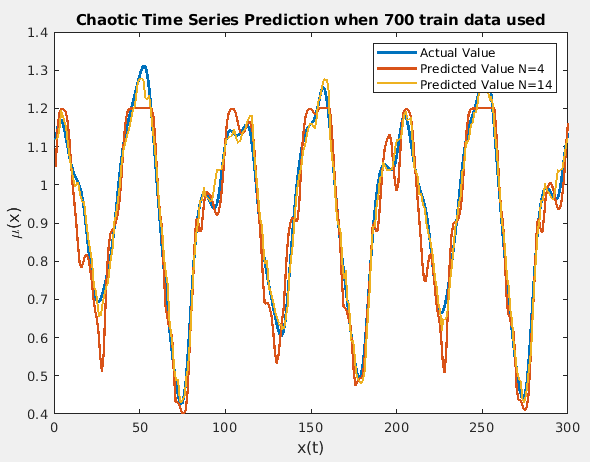 Chaotic Time Series Prediction when 700 train data used
Actual Value
Predicted Value N=4
Predicted Value N=14
1.4
1.3
1.2
1.1
1
0.9
0.8
0.7
0.6
0.5
0.4
μ(x)
0 50 100 150 200 250 300
x(t)